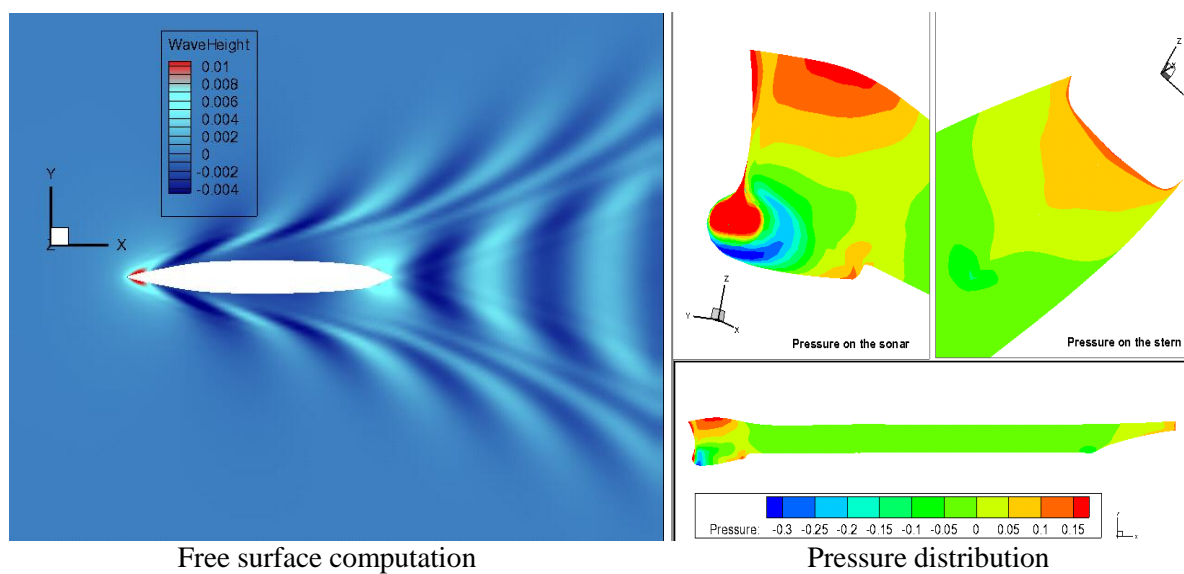 WaveHeight
0.01
0.008
0.006
0.004
0.002
0
-0.002
-0.004
Y
Z X
Z
Y
X
Pressure on the sonar
Z
Pressure on the stern
Pressure: -0.3 -0.25 -0.2 -0.15 -0.1 -0.05 0 0.05 0.1 0.15
Free surface computation
Pressure distribution